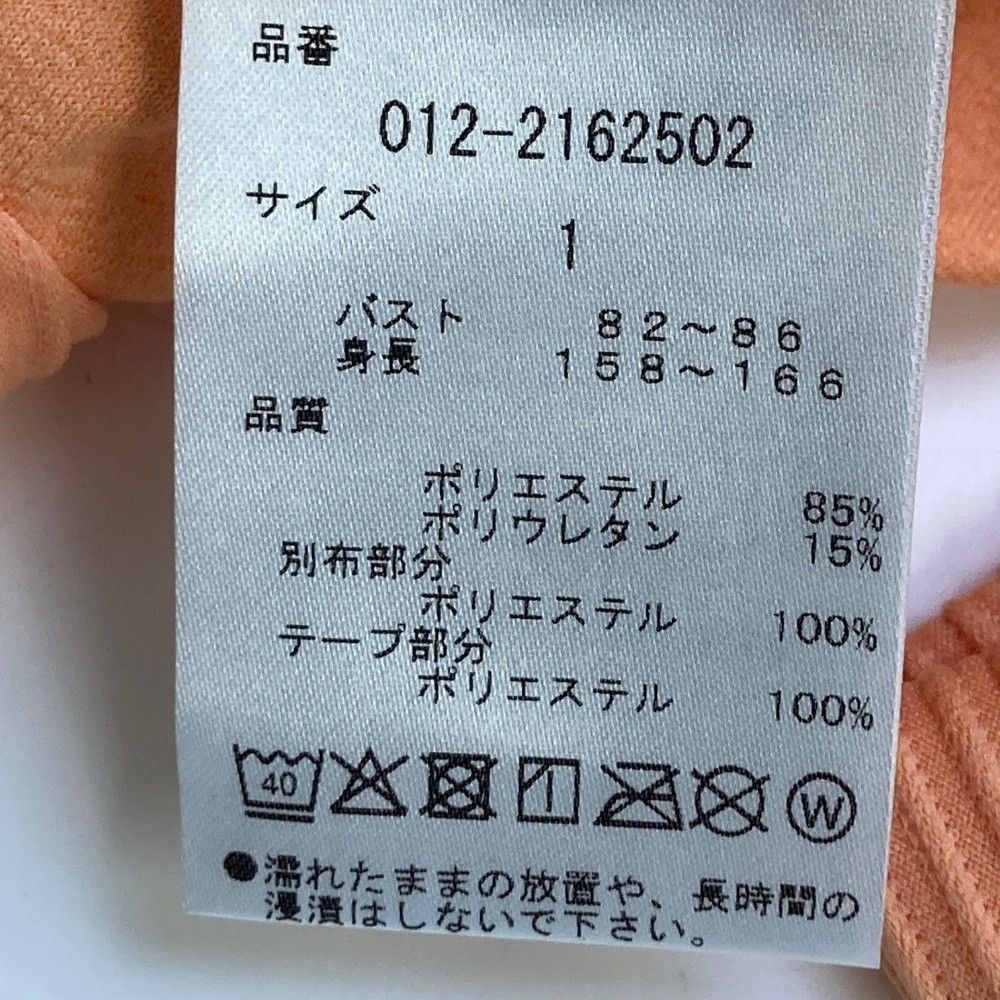 品番
012-2162502
サイズ
1
バスト 82～86
身長 158～166
品質
ポリエステル 85%
ポリウレタン 15%
別布部分
ポリエステル 100%
テープ部分
ポリエステル 100%
40 W
●濡れたままの放置や、長時間の
浸漬はしないで下さい。